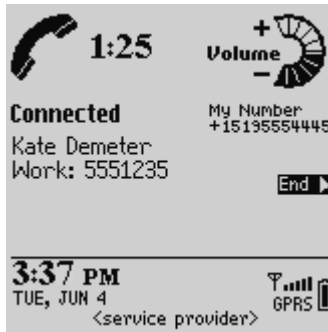 1:25
+
Volume
−
Connected
My Number
+15195554445
Kate Demeter
Work: 5551235
End
3:37 PM
TUE, JUN 4
GPRS
<service provider>